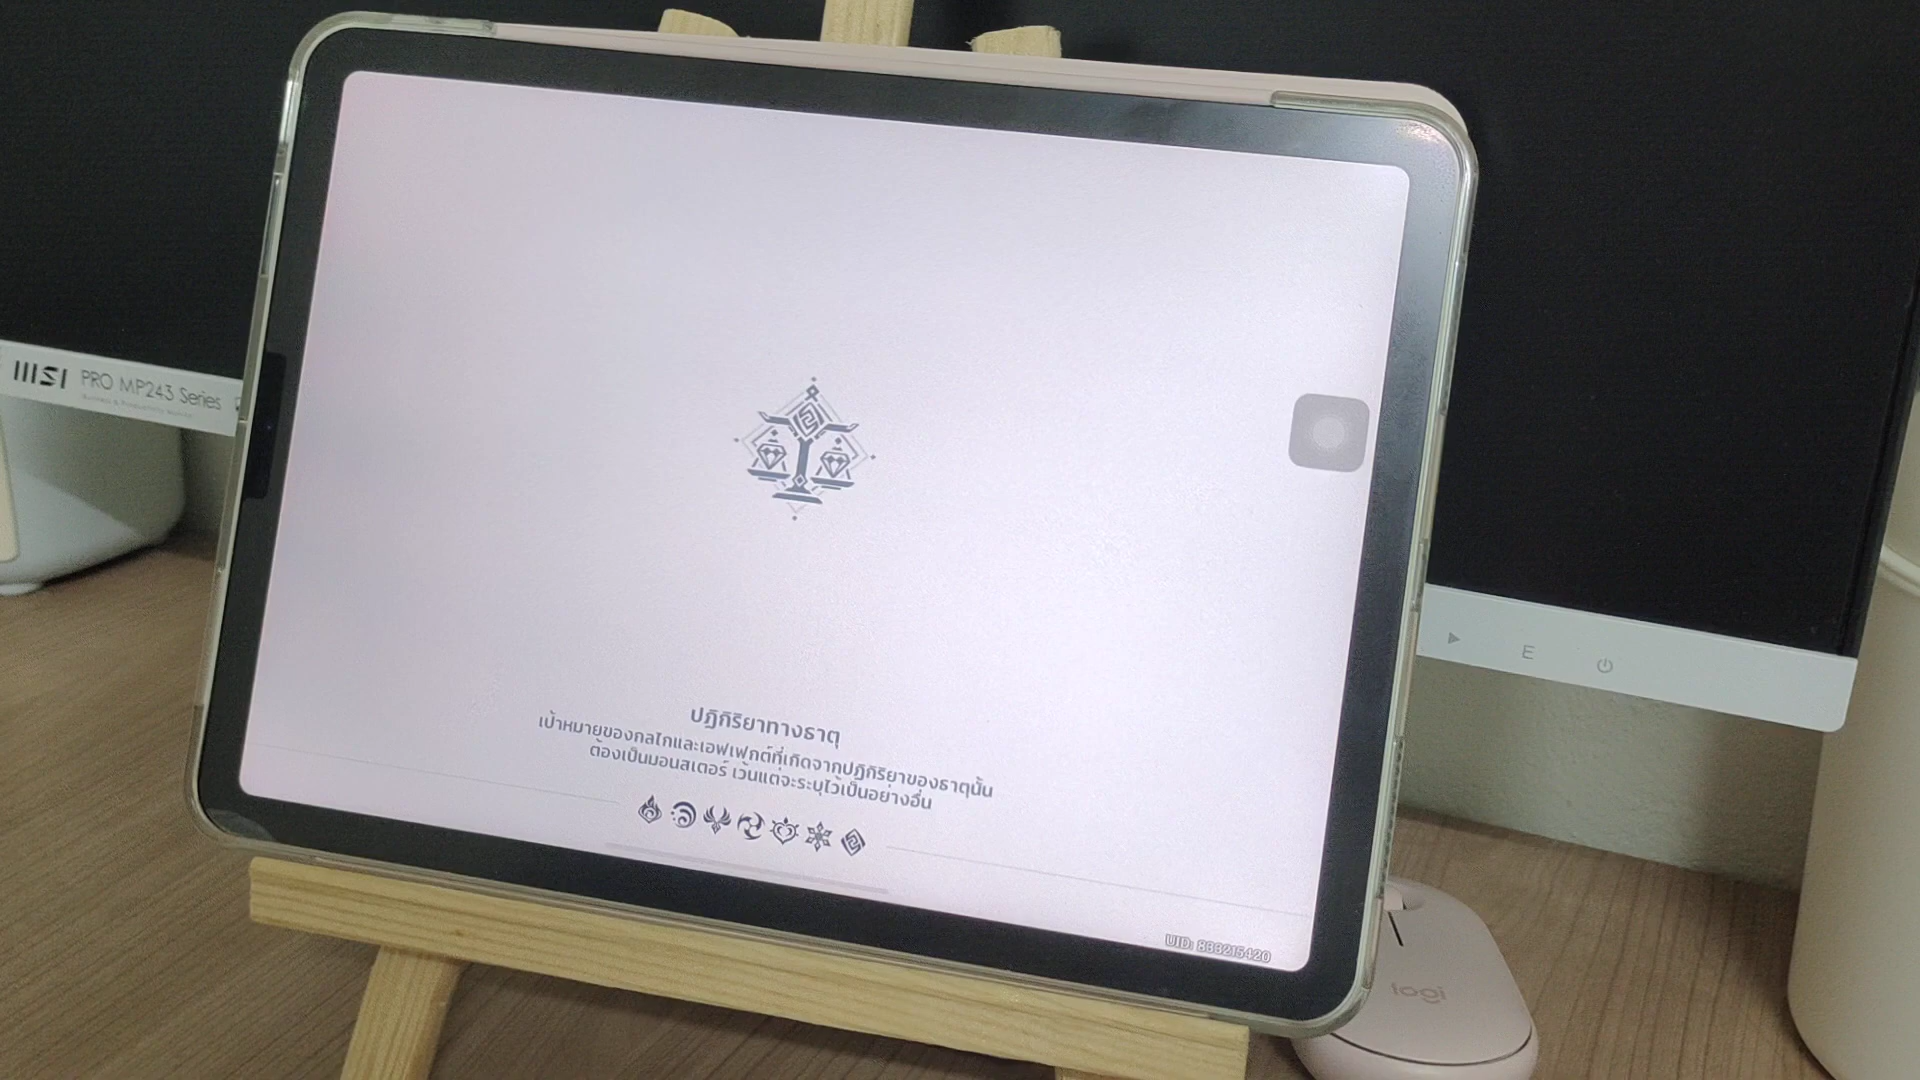 msi PRO MP243 Series
ปฏิกิริยาทางธาตุ
เป้าหมายของกลไกและเอฟเฟกต์ที่เกิดจากปฏิกิริยาของธาตุนั้น
ต้องเป็นมอนสเตอร์ เว้นแต่จะระบุไว้เป็นอย่างอื่น
UID: 833215420
E
logi